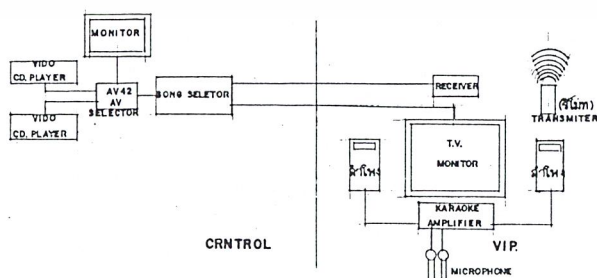 MONITOR
VIDO
CD. PLAYER
AV42
AV
SELECTOR
SONG SELETOR
VIDO
CD. PLAYER
RECEIVER
(รีโมท)
TRANSMITER
T.V.
MONITOR
ลำโพง
ลำโพง
KARAOKE
AMPLIFIER
CRNTROL
VIP.
MICROPHONE